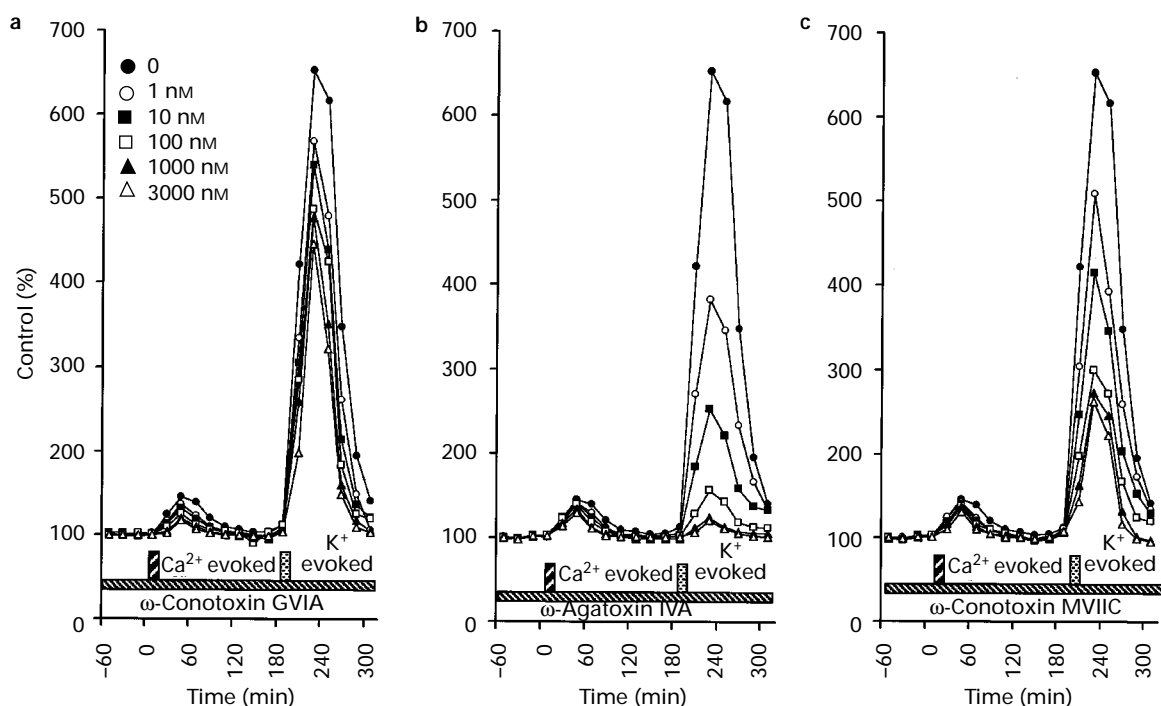 a
700
600
500
400
300
200
100
0
Control (%)
0
1 nM
10 nM
100 nM
1000 nM
3000 nM
Ca2+ evoked
K+
evoked
ω-Conotoxin GVIA
-60 0 60 120 180 240 300
Time (min)
b
700
600
500
400
300
200
100
0
Ca2+ evoked
K+
evoked
ω-Agatoxin IVA
-60 0 60 120 180 240 300
Time (min)
c
700
600
500
400
300
200
100
0
Ca2+ evoked
K+
evoked
ω-Conotoxin MVIIC
-60 0 60 120 180 240 300
Time (min)